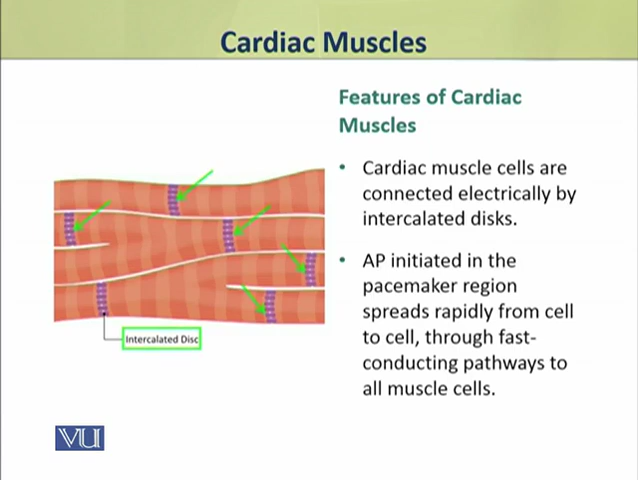 Cardiac Muscles
Features of Cardiac
Muscles
• Cardiac muscle cells are
connected electrically by
intercalated disks.
• AP initiated in the
pacemaker region
spreads rapidly from cell
to cell, through fast-
conducting pathways to
all muscle cells.
Intercalated Disc
VU